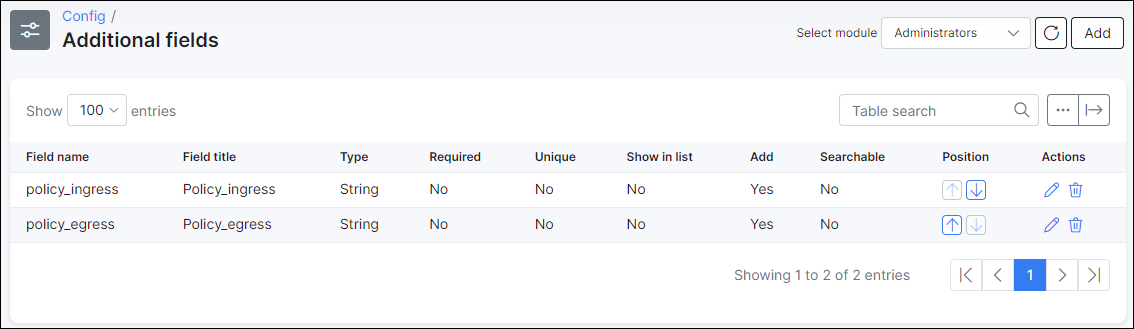 Config /
Additional fields
Select module Administrators Add
Show 100 entries Table search
Field name Field title Type Required Unique Show in list Add Searchable Position Actions
policy_ingress Policy_ingress String No No No Yes No
policy_egress Policy_egress String No No No Yes No
Showing 1 to 2 of 2 entries 1